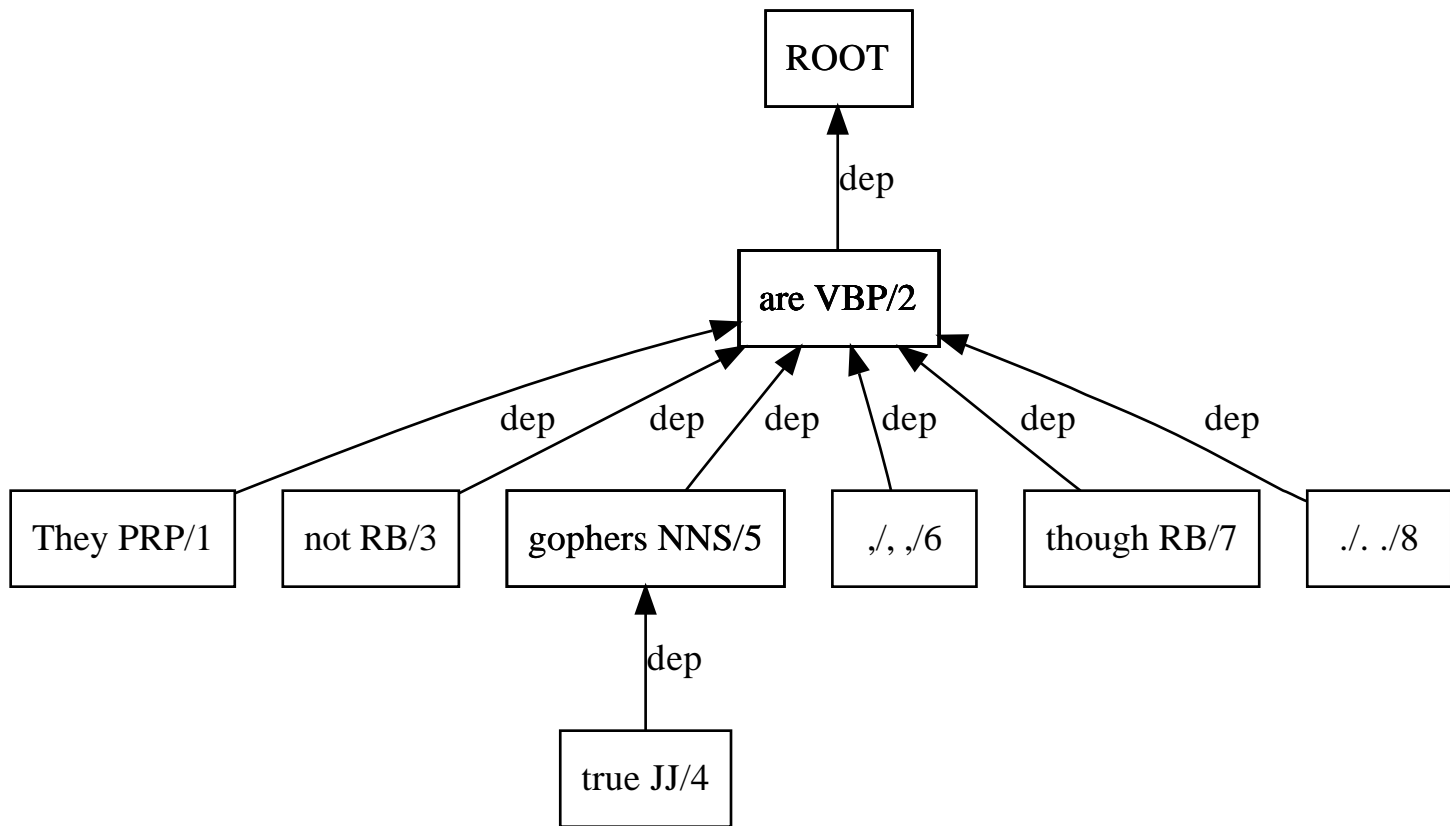 ROOT
dep
are VBP/2
dep dep dep dep dep dep
They PRP/1 not RB/3 gophers NNS/5 ,/, ,/6 though RB/7 ./. ./8
dep
true JJ/4